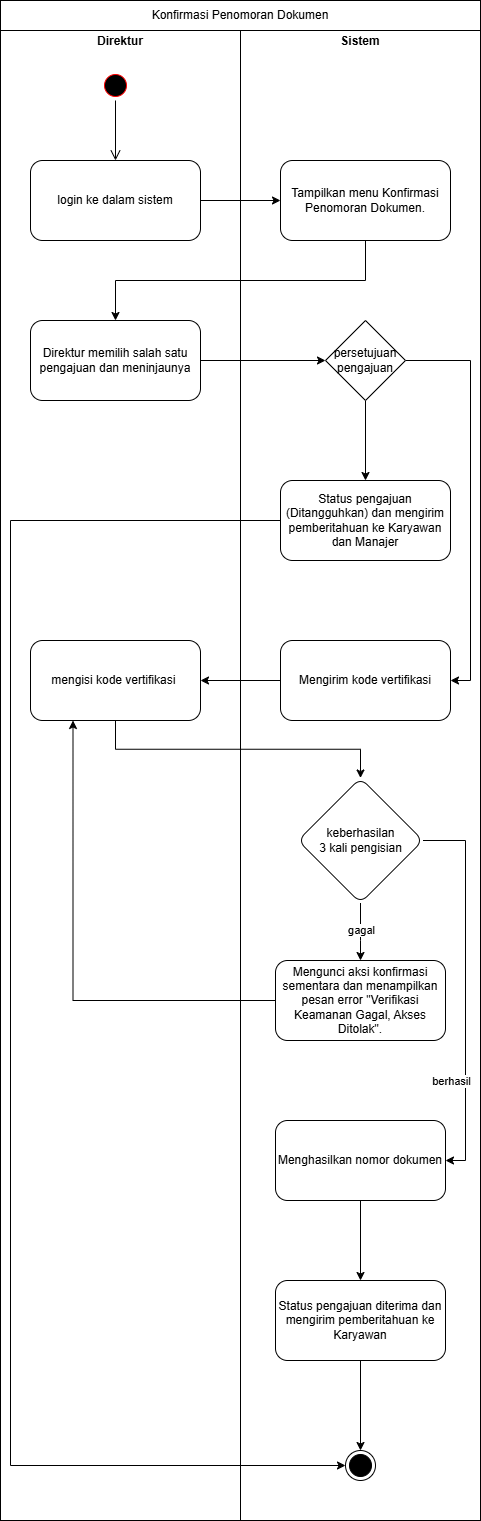 Konfirmasi Penomoran Dokumen
Direktur
Sistem
login ke dalam sistem
Tampilkan menu Konfirmasi
Penomoran Dokumen.
Direktur memilih salah satu
pengajuan dan meninjaunya
persetujuan
pengajuan
Status pengajuan
(Ditangguhkan) dan mengirim
pemberitahuan ke Karyawan
dan Manajer
mengisi kode vertifikasi
Mengirim kode vertifikasi
keberhasilan
3 kali pengisian
gagal
Mengunci aksi konfirmasi
sementara dan menampilkan
pesan error "Verifikasi
Keamanan Gagal, Akses
Ditolak".
berhasil
Menghasilkan nomor dokumen
Status pengajuan diterima dan
mengirim pemberitahuan ke
Karyawan